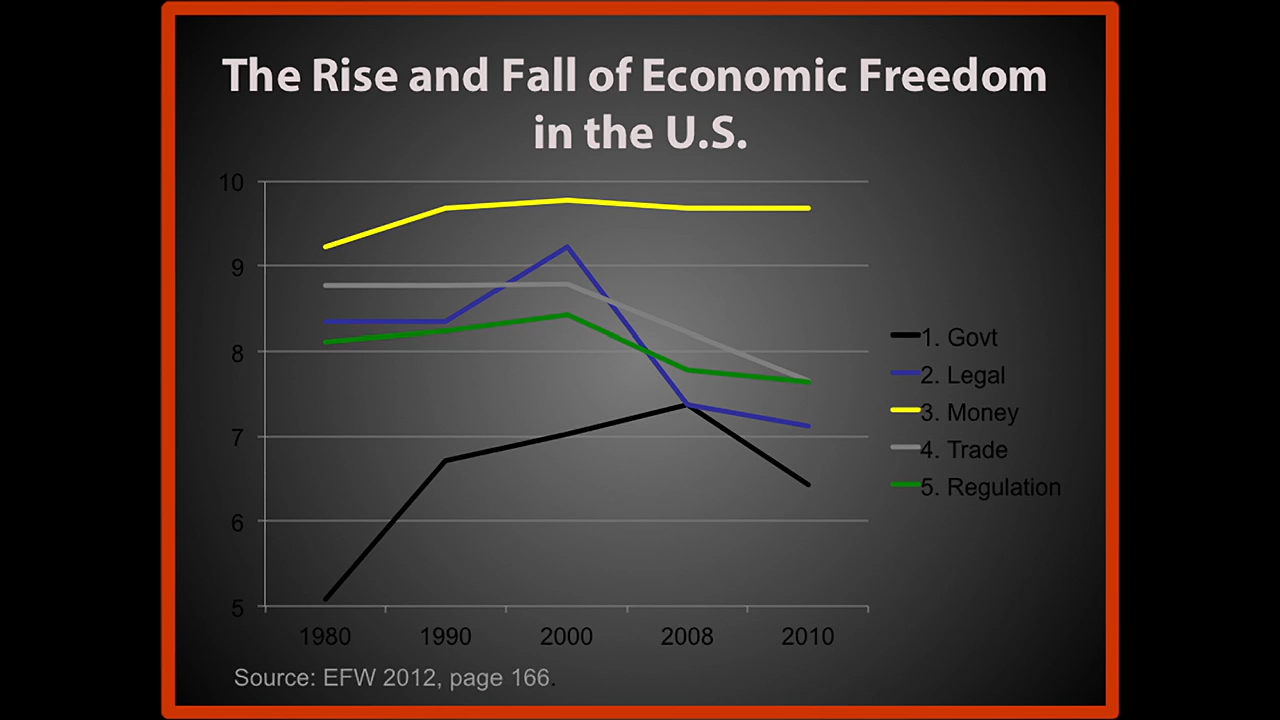 The Rise and Fall of Economic Freedom
in the U.S.
10
9
8
7
6
5
1980 1990 2000 2008 2010
1. Govt
2. Legal
3. Money
4. Trade
5. Regulation
Source: EFW 2012, page 166.